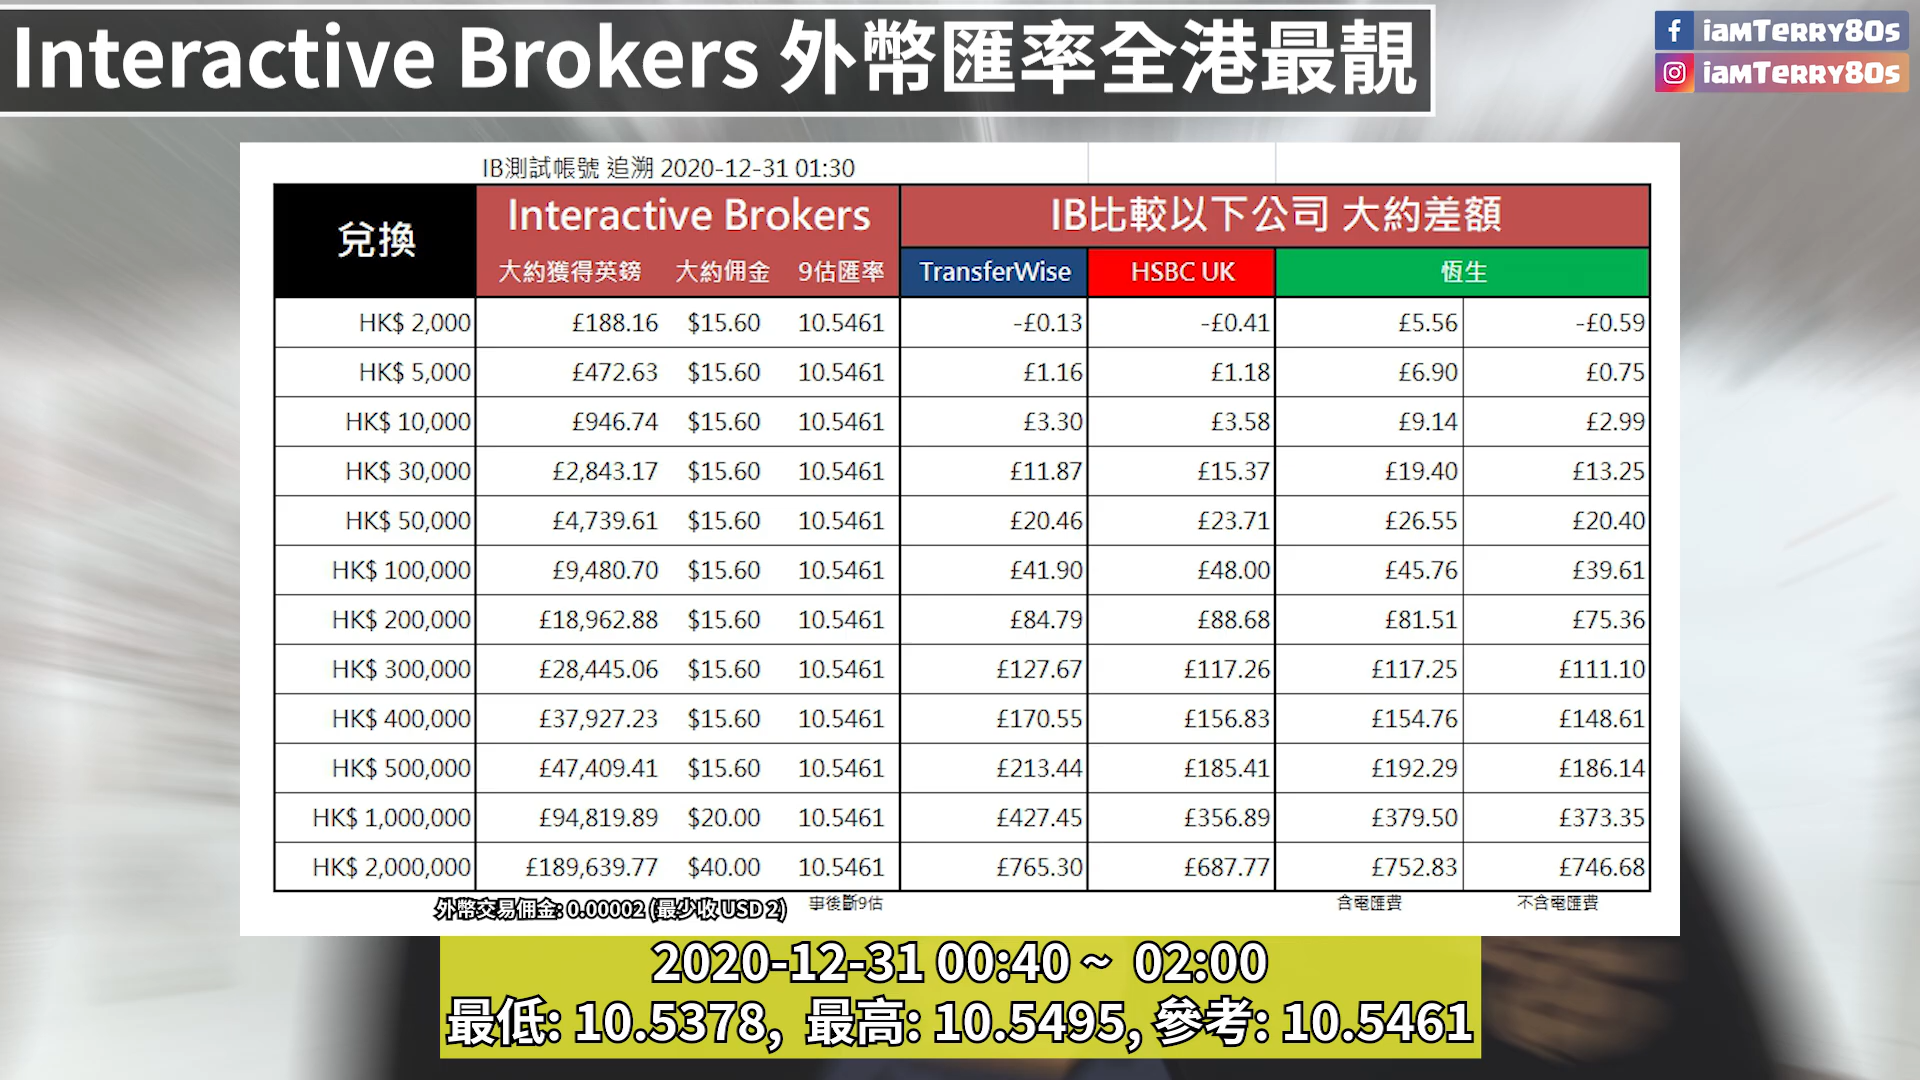 Interactive Brokers 外幣匯率全港最靚
iamTerry80s
iamTerry80s
IB測試帳號 追溯 2020-12-31 01:30
兌換 Interactive Brokers IB比較以下公司 大約差額
大約獲得英鎊 大約佣金 9估匯率 TransferWise HSBC UK 恆生
HK$ 2,000 £188.16 $15.60 10.5461 -£0.13 -£0.41 £5.56 -£0.59
HK$ 5,000 £472.63 $15.60 10.5461 £1.16 £1.18 £6.90 £0.75
HK$ 10,000 £946.74 $15.60 10.5461 £3.30 £3.58 £9.14 £2.99
HK$ 30,000 £2,843.17 $15.60 10.5461 £11.87 £15.37 £19.40 £13.25
HK$ 50,000 £4,739.61 $15.60 10.5461 £20.46 £23.71 £26.55 £20.40
HK$ 100,000 £9,480.70 $15.60 10.5461 £41.90 £48.00 £45.76 £39.61
HK$ 200,000 £18,962.88 $15.60 10.5461 £84.79 £88.68 £81.51 £75.36
HK$ 300,000 £28,445.06 $15.60 10.5461 £127.67 £117.26 £117.25 £111.10
HK$ 400,000 £37,927.23 $15.60 10.5461 £170.55 £156.83 £154.76 £148.61
HK$ 500,000 £47,409.41 $15.60 10.5461 £213.44 £185.41 £192.29 £186.14
HK$ 1,000,000 £94,819.89 $20.00 10.5461 £427.45 £356.89 £379.50 £373.35
HK$ 2,000,000 £189,639.77 $40.00 10.5461 £765.30 £687.77 £752.83 £746.68
外幣交易佣金: 0.00002 (最少收 USD 2) 事後斷9估 含電匯費 不含電匯費
2020-12-31 00:40 ~ 02:00
最低: 10.5378, 最高: 10.5495, 參考: 10.5461